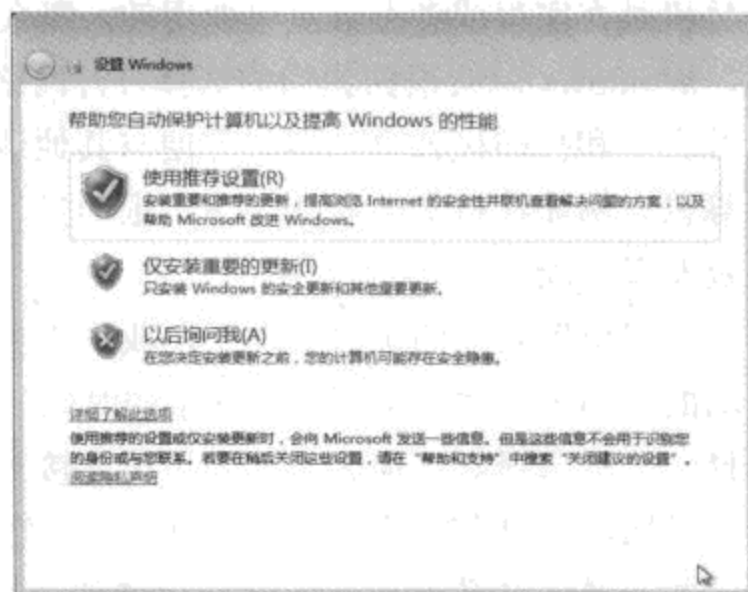 设置 Windows
帮助您自动保护计算机以及提高 Windows 的性能
使用推荐设置(R)
安装重要和推荐的更新，提高浏览 Internet 的安全性并联机查看解决问题的方案，以及
帮助 Microsoft 改进 Windows。
仅安装重要的更新(I)
只安装 Windows 的安全更新和其他重要更新。
以后询问我(A)
在您决定安装更新之前，您的计算机可能存在安全隐患。
详细了解此选项
使用推荐的设置或仅安装更新时，会向 Microsoft 发送一些信息。但是这些信息不会用于识别您
的身份或与您联系。若要在稍后关闭这些设置，请在“帮助和支持”中搜索“关闭建议的设置”。
阅读隐私声明